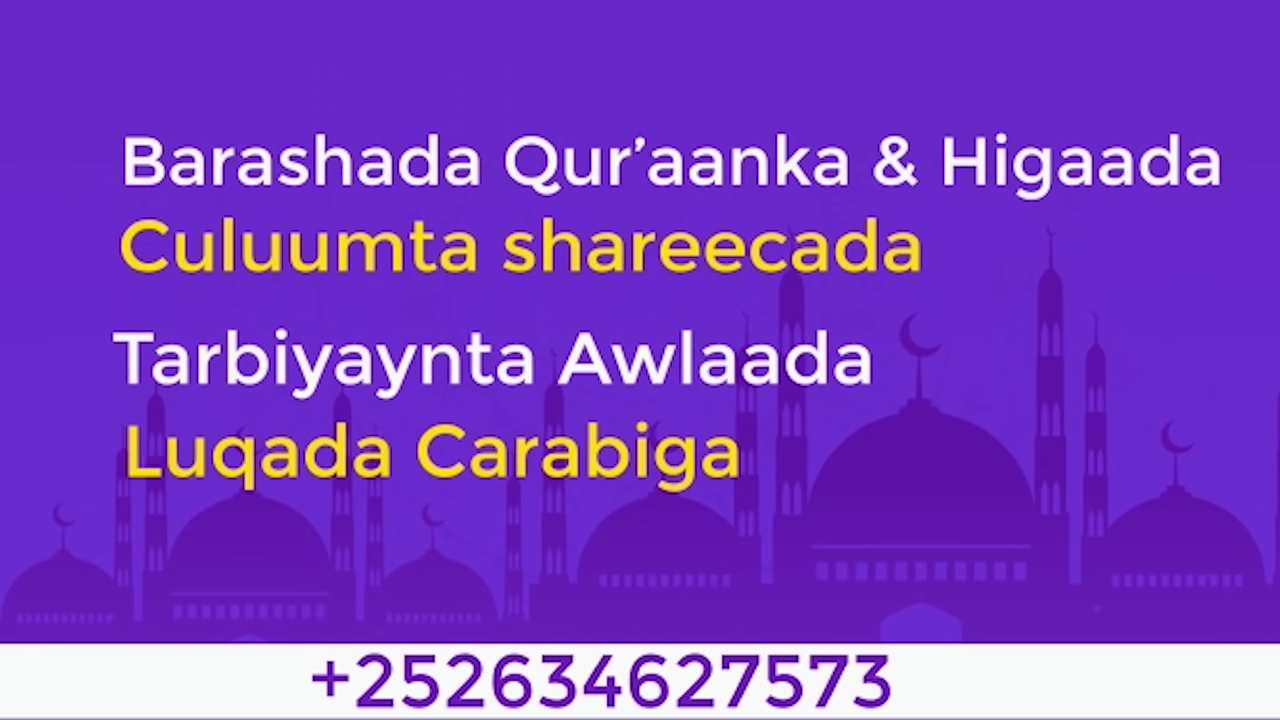 Barashada Qur’aanka & Higaada
Culuumta shareecada
Tarbiyaynta Awlaada
Luqada Carabiga
+252634627573